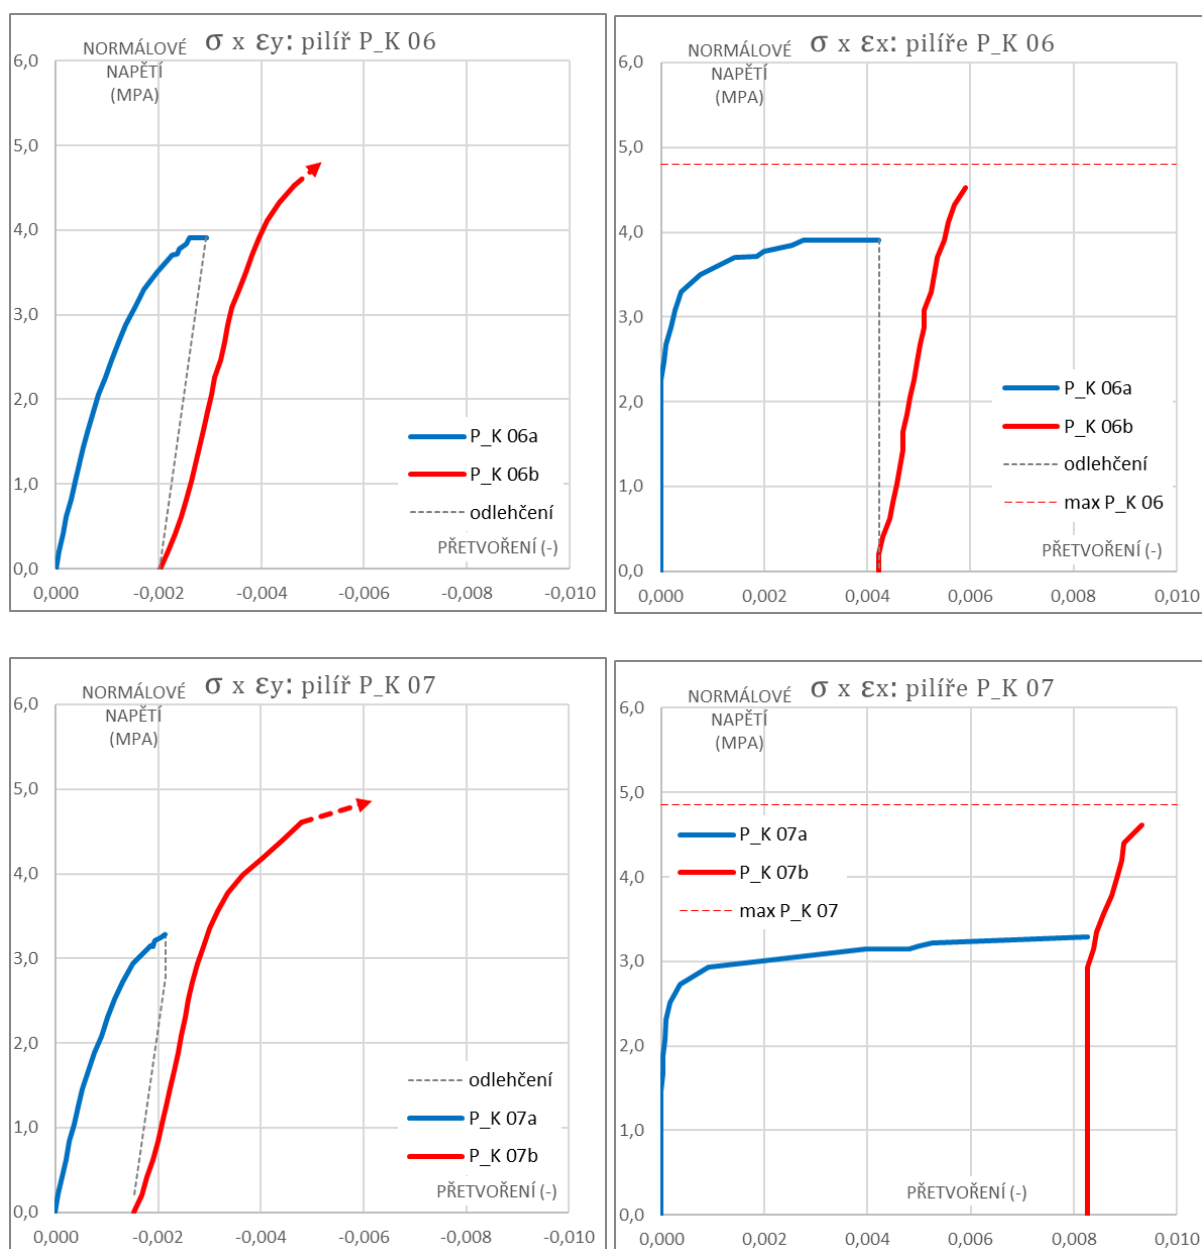 σ x εy: pilíř P_K 06
NORMÁLOVÉ
NAPĚTÍ
(MPA)
6,0
5,0
4,0
3,0
2,0
1,0
0,0
P_K 06a
P_K 06b
odlehčení
PŘETVOŘENÍ (-)
0,000
-0,002
-0,004
-0,006
-0,008
-0,010
σ x εx: pilíře P_K 06
NORMÁLOVÉ
NAPĚTÍ
(MPA)
6,0
5,0
4,0
3,0
2,0
1,0
0,0
P_K 06a
P_K 06b
odlehčení
max P_K 06
PŘETVOŘENÍ (-)
0,000
0,002
0,004
0,006
0,008
0,010
σ x εy: pilíř P_K 07
NORMÁLOVÉ
NAPĚTÍ
(MPA)
6,0
5,0
4,0
3,0
2,0
1,0
0,0
odlehčení
P_K 07a
P_K 07b
PŘETVOŘENÍ (-)
0,000
-0,002
-0,004
-0,006
-0,008
-0,010
σ x εx: pilíře P_K 07
NORMÁLOVÉ
NAPĚTÍ
(MPA)
6,0
5,0
4,0
3,0
2,0
1,0
0,0
P_K 07a
P_K 07b
max P_K 07
PŘETVOŘENÍ (-)
0,000
0,002
0,004
0,006
0,008
0,010